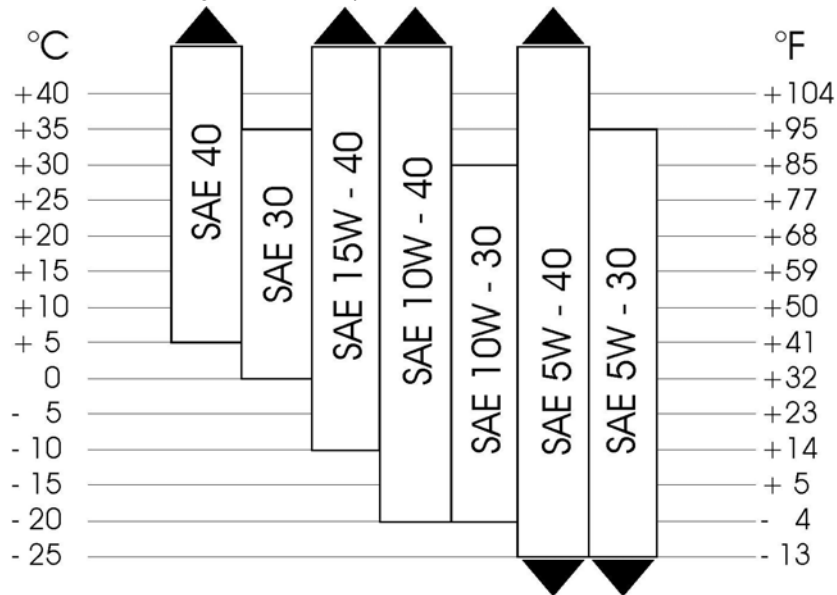 °C °F
+40 +104
+35 +95
+30 +85
+25 +77
+20 +68
+15 +59
+10 +50
+ 5 +41
0 +32
- 5 +23
- 10 +14
- 15 + 5
- 20 - 4
- 25 - 13
SAE 40
SAE 30
SAE 15W - 40
SAE 10W - 40
SAE 10W - 30
SAE 5W - 40
SAE 5W - 30